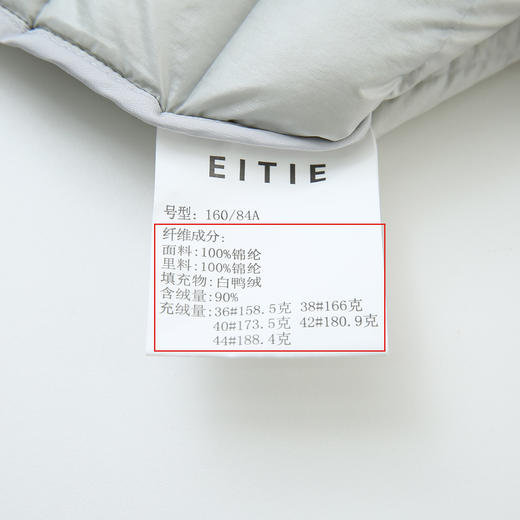 EITIE
号型: 160/84A
纤维成分:
面料: 100%锦纶
里料: 100%锦纶
填充物: 白鸭绒
含绒量: 90%
充绒量: 36#158.5克 38#166克
40#173.5克 42#180.9克
44#188.4克